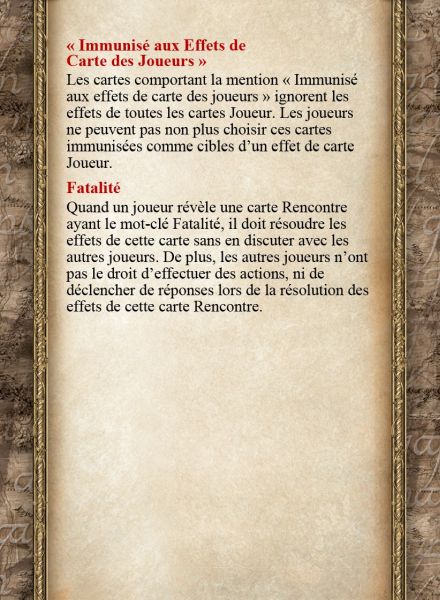 « Immunisé aux Effets de
Carte des Joueurs »
Les cartes comportant la mention « Immunisé
aux effets de carte des joueurs » ignorent les
effets de toutes les cartes Joueur. Les joueurs
ne peuvent pas non plus choisir ces cartes
immunisées comme cibles d’un effet de carte
Joueur.
Fatalité
Quand un joueur révèle une carte Rencontre
ayant le mot-clé Fatalité, il doit résoudre les
effets de cette carte sans en discuter avec les
autres joueurs. De plus, les autres joueurs n’ont
pas le droit d’effectuer des actions, ni de
déclencher de réponses lors de la résolution des
effets de cette carte Rencontre.